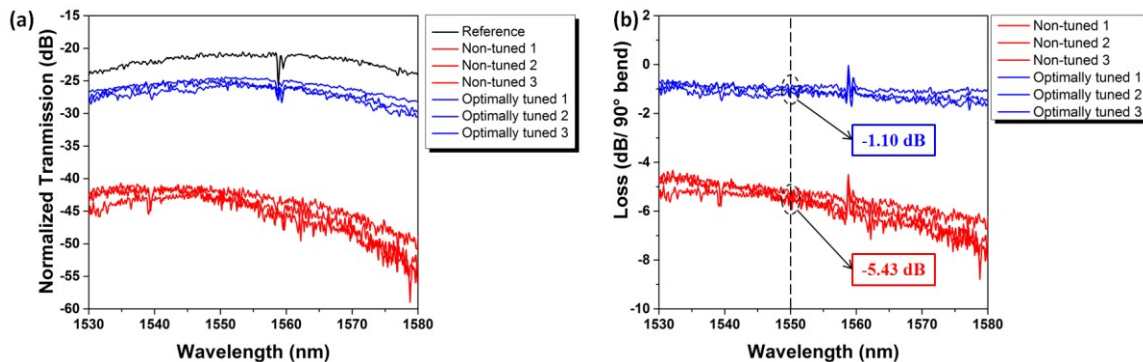 (a)
Normalized Tranmission (dB)
-15
-20
-25
-30
-35
-40
-45
-50
-55
-60
1530
1540
1550
1560
1570
1580
Wavelength (nm)
Reference
Non-tuned 1
Non-tuned 2
Non-tuned 3
Optimally tuned 1
Optimally tuned 2
Optimally tuned 3
(b)
Loss (dB/ 90° bend)
2
0
-2
-4
-6
-8
-10
1530
1540
1550
1560
1570
1580
Wavelength (nm)
-1.10 dB
-5.43 dB
Non-tuned 1
Non-tuned 2
Non-tuned 3
Optimally tuned 1
Optimally tuned 2
Optimally tuned 3